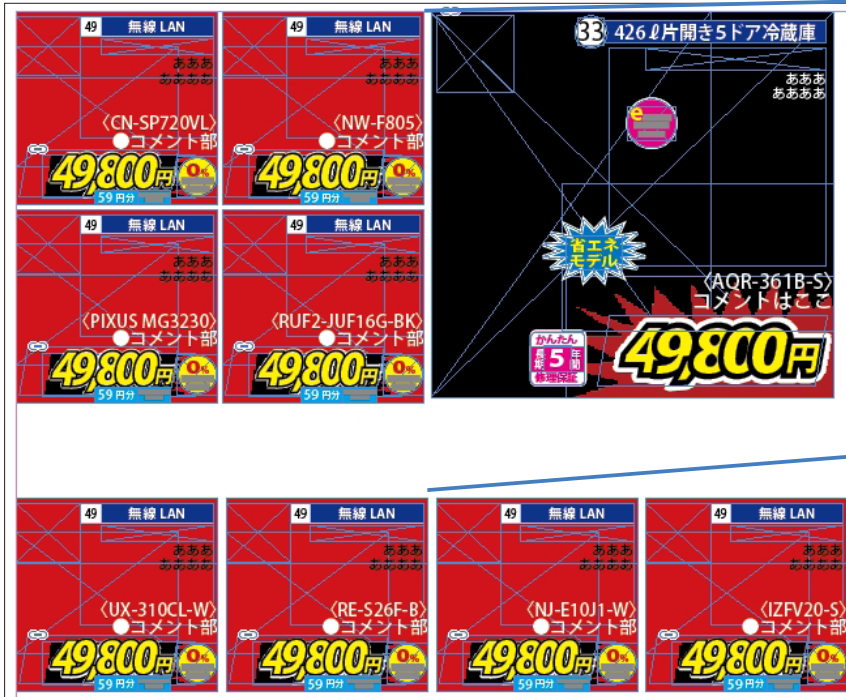 49 無線 LAN
あああ
ああああ
〈CN-SP720VL〉
●コメント部
49,800円
0%
59 円分
49 無線 LAN
あああ
ああああ
〈NW-F805〉
●コメント部
49,800円
0%
59 円分
33 426ℓ片開き5ドア冷蔵庫
あああ
ああああ
e
省エネ
モデル
〈AQR-361B-S〉
コメントはここ
かんたん
長期5年間
修理保証
49,800円
49 無線 LAN
あああ
ああああ
〈PIXUS MG3230〉
●コメント部
49,800円
0%
59 円分
49 無線 LAN
あああ
ああああ
〈RUF2-JUF16G-BK〉
●コメント部
49,800円
0%
59 円分
49 無線 LAN
あああ
ああああ
〈UX-310CL-W〉
●コメント部
49,800円
0%
59 円分
49 無線 LAN
あああ
ああああ
〈RE-S26F-B〉
●コメント部
49,800円
0%
59 円分
49 無線 LAN
あああ
ああああ
〈NJ-E10J1-W〉
●コメント部
49,800円
0%
59 円分
49 無線 LAN
あああ
ああああ
〈IZFV20-S〉
●コメント部
49,800円
0%
59 円分